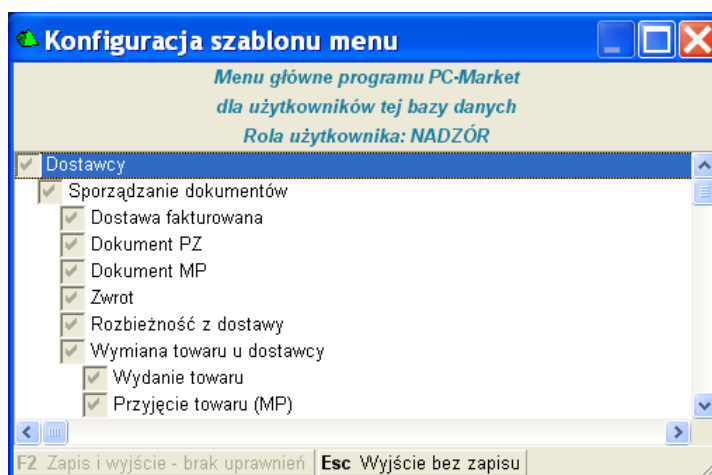 Konfiguracja szablonu menu
Menu główne programu PC-Market
dla użytkowników tej bazy danych
Rola użytkownika: NADZÓR
Dostawcy
Sporządzanie dokumentów
Dostawa fakturowana
Dokument PZ
Dokument MP
Zwrot
Rozbieżność z dostawy
Wymiana towaru u dostawcy
Wydanie towaru
Przyjęcie towaru (MP)
F2 Zapis i wyjście - brak uprawnień Esc Wyjście bez zapisu